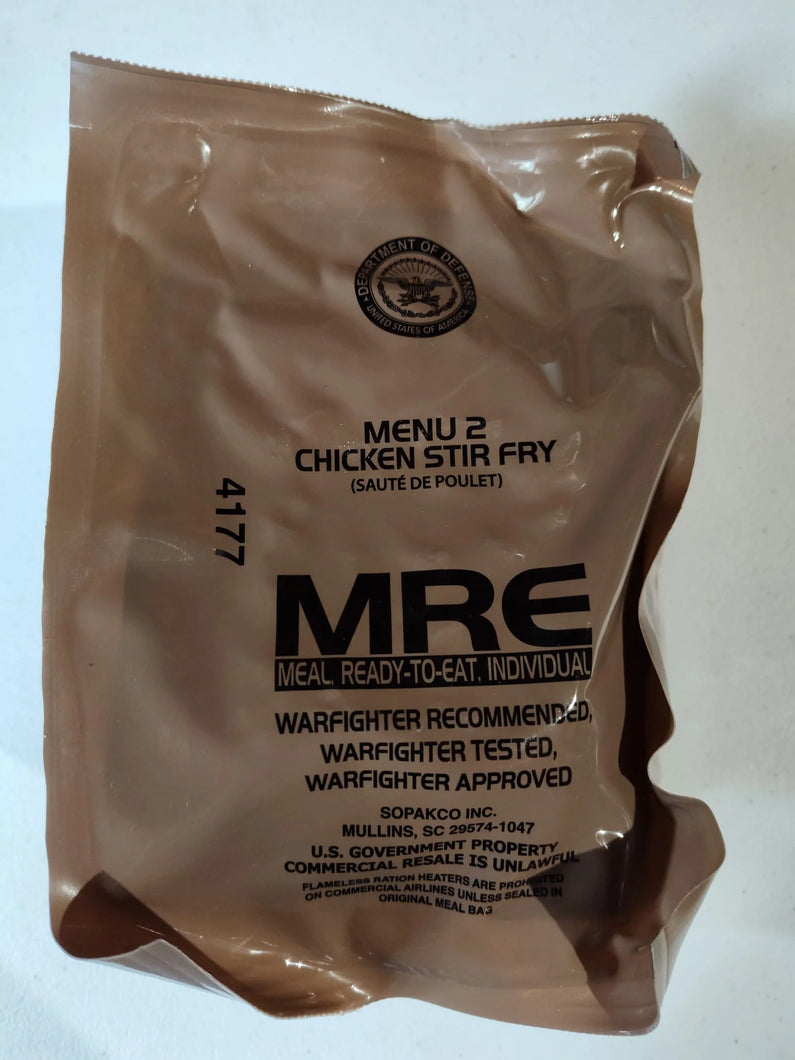 DEPARTMENT OF DEFENSE
UNITED STATES OF AMERICA
MENU 2
CHICKEN STIR FRY
(SAUTÉ DE POULET)
4177
MRE
MEAL, READY-TO-EAT, INDIVIDUAL
WARFIGHTER RECOMMENDED,
WARFIGHTER TESTED,
WARFIGHTER APPROVED
SOPAKCO INC.
MULLINS, SC 29574-1047
U.S. GOVERNMENT PROPERTY
COMMERCIAL RESALE IS UNLAWFUL
FLAMELESS RATION HEATERS ARE PROHIBITED
ON COMMERCIAL AIRLINES UNLESS SEALED IN
ORIGINAL MEAL BAG